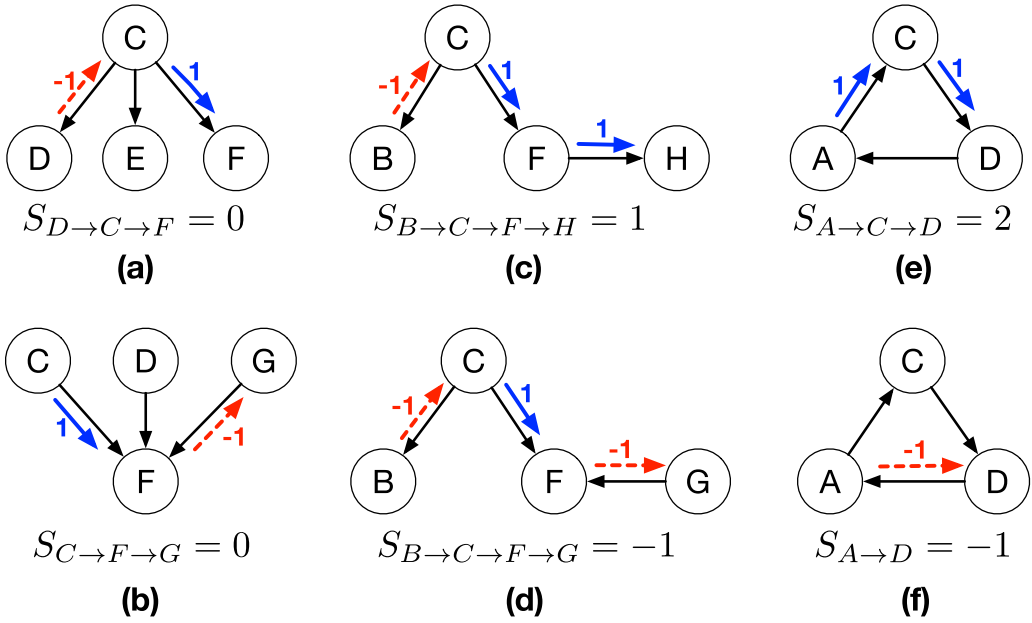 C
-1
1
D
E
F
S_{D→C→F} = 0
(a)
C
-1
1
1
B
F
H
S_{B→C→F→H} = 1
(c)
C
1
1
A
D
S_{A→C→D} = 2
(e)
C
D
G
1
-1
F
S_{C→F→G} = 0
(b)
C
-1
1
-1
B
F
G
S_{B→C→F→G} = −1
(d)
C
-1
A
D
S_{A→D} = −1
(f)